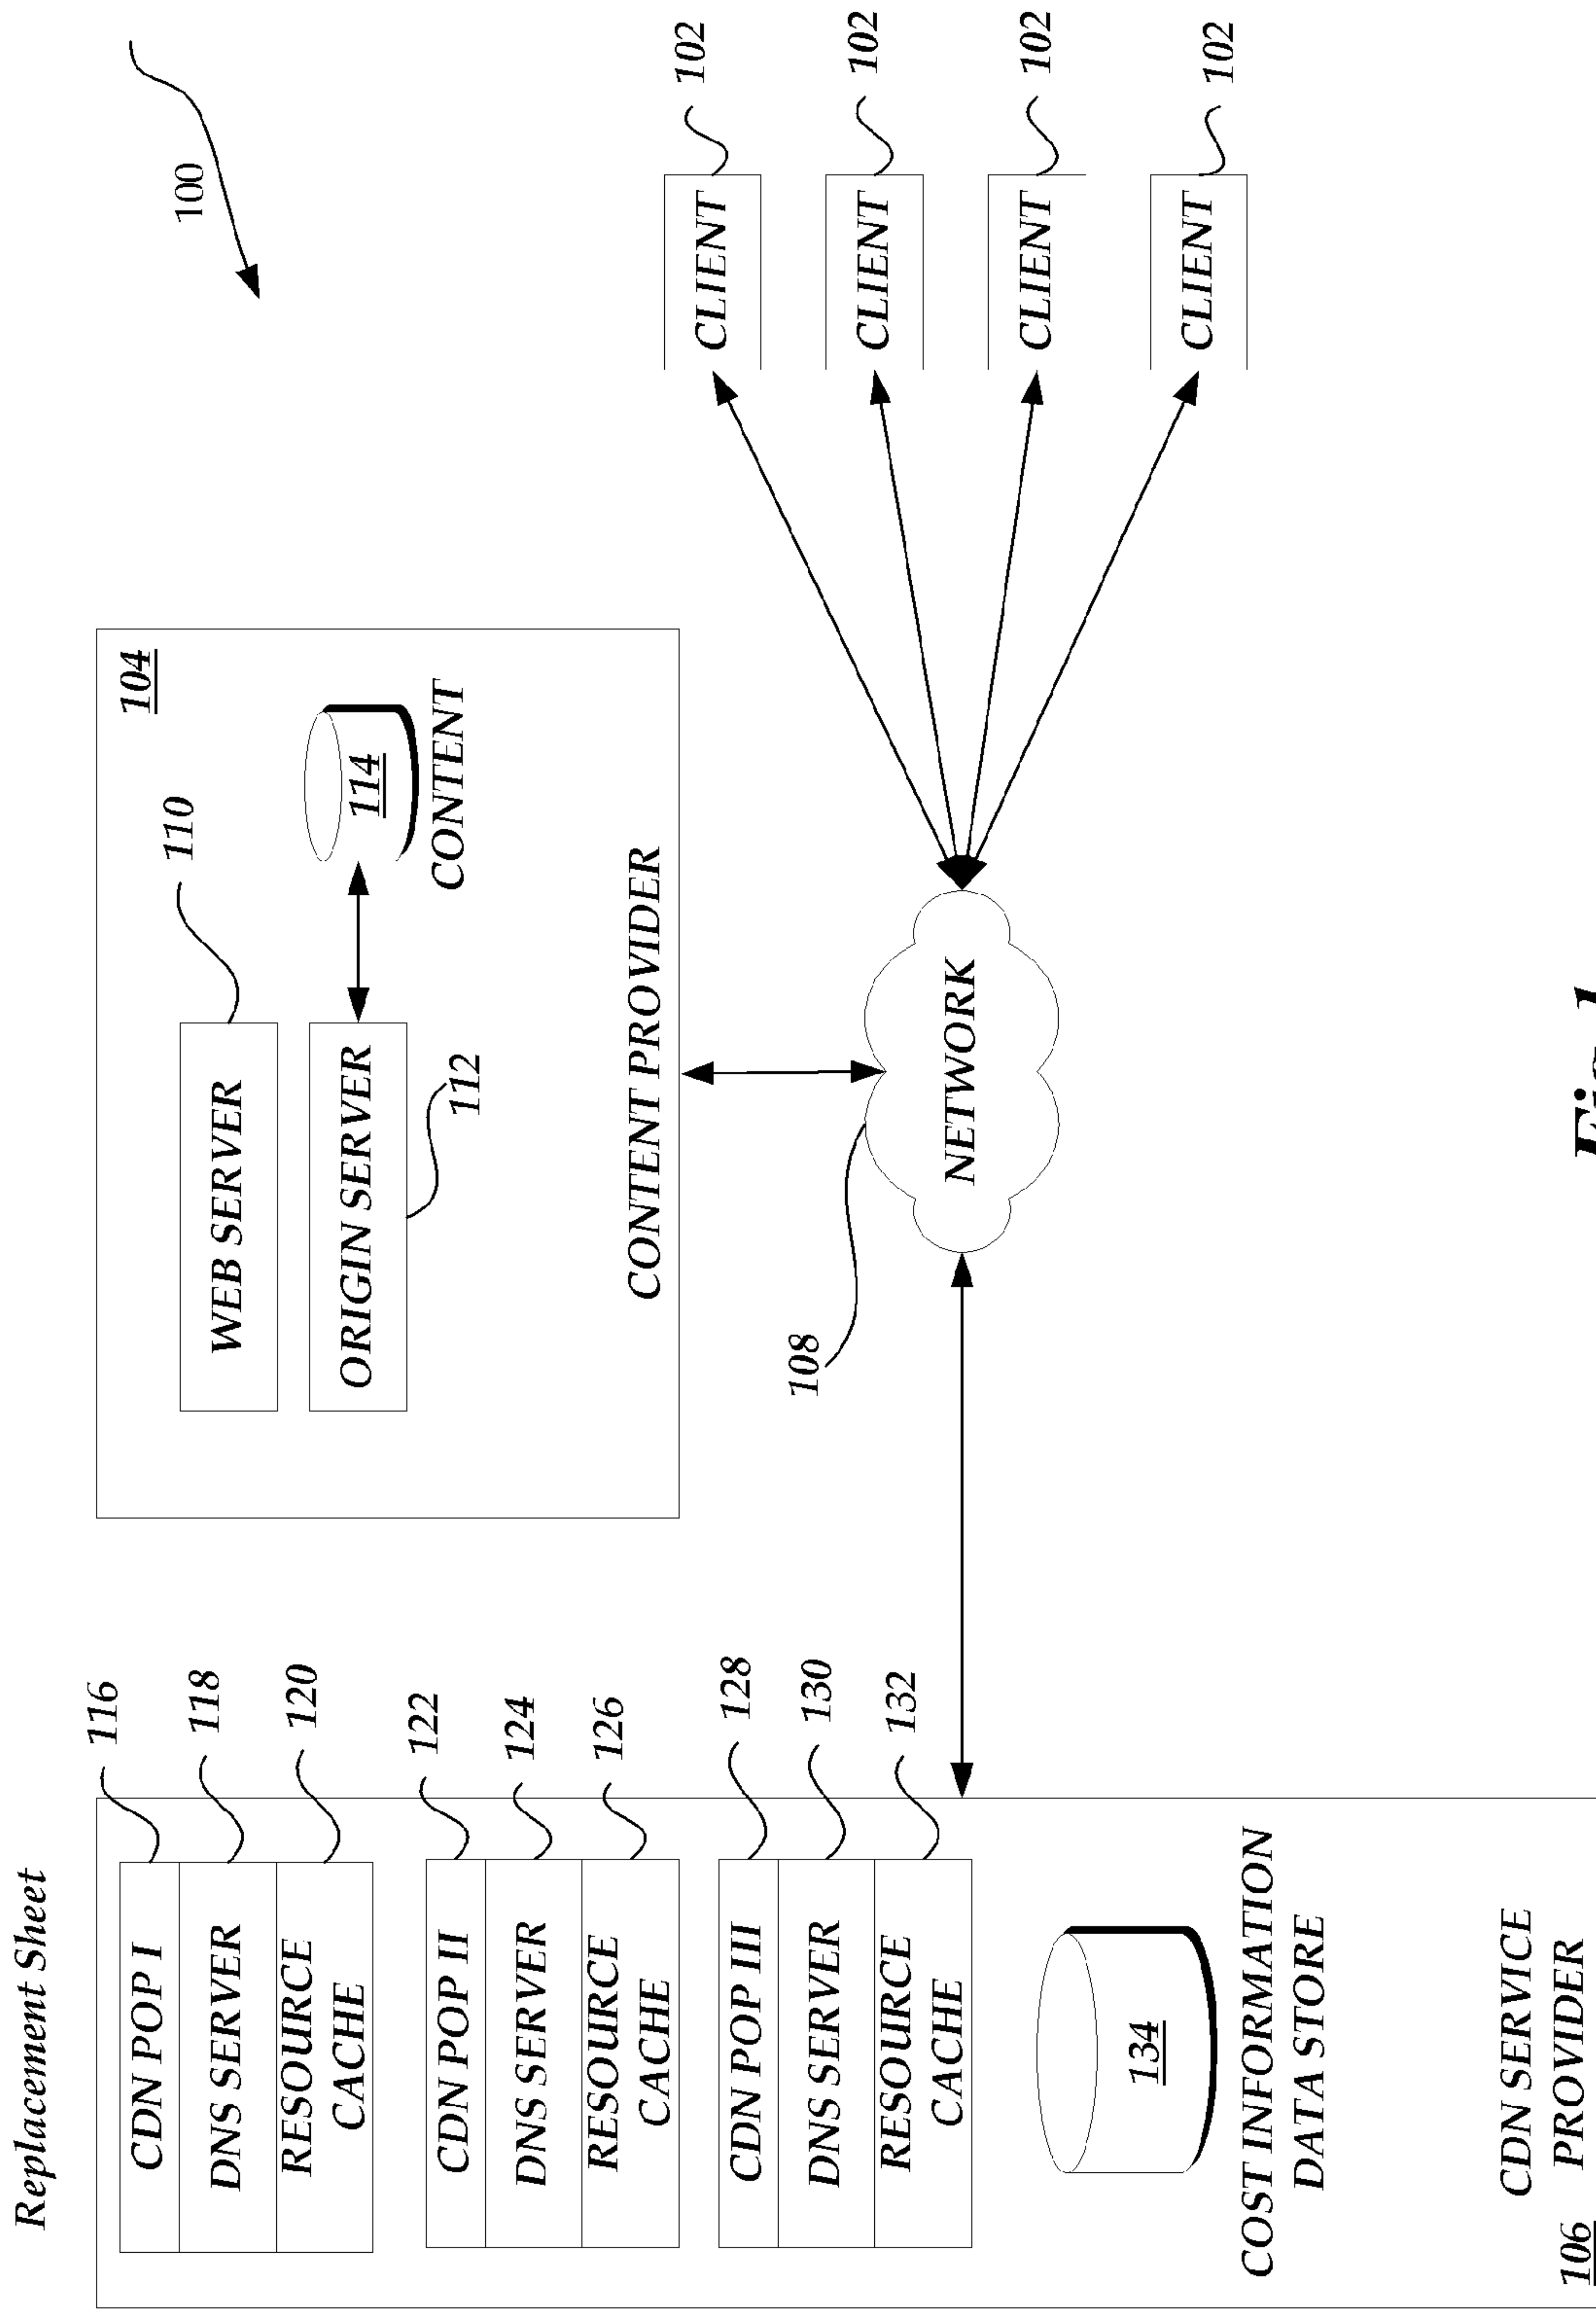 Replacement Sheet
100
116
CDN POP I
118
DNS SERVER
120
RESOURCE
CACHE
122
CDN POP II
124
DNS SERVER
126
RESOURCE
CACHE
128
CDN POP III
130
DNS SERVER
132
RESOURCE
CACHE
134
COST INFORMATION
DATA STORE
CDN SERVICE
106 PROVIDER
104
110
WEB SERVER
ORIGIN SERVER
112
114
CONTENT
CONTENT PROVIDER
108
NETWORK
CLIENT
102
CLIENT
102
CLIENT
102
CLIENT
102
Fig. 1